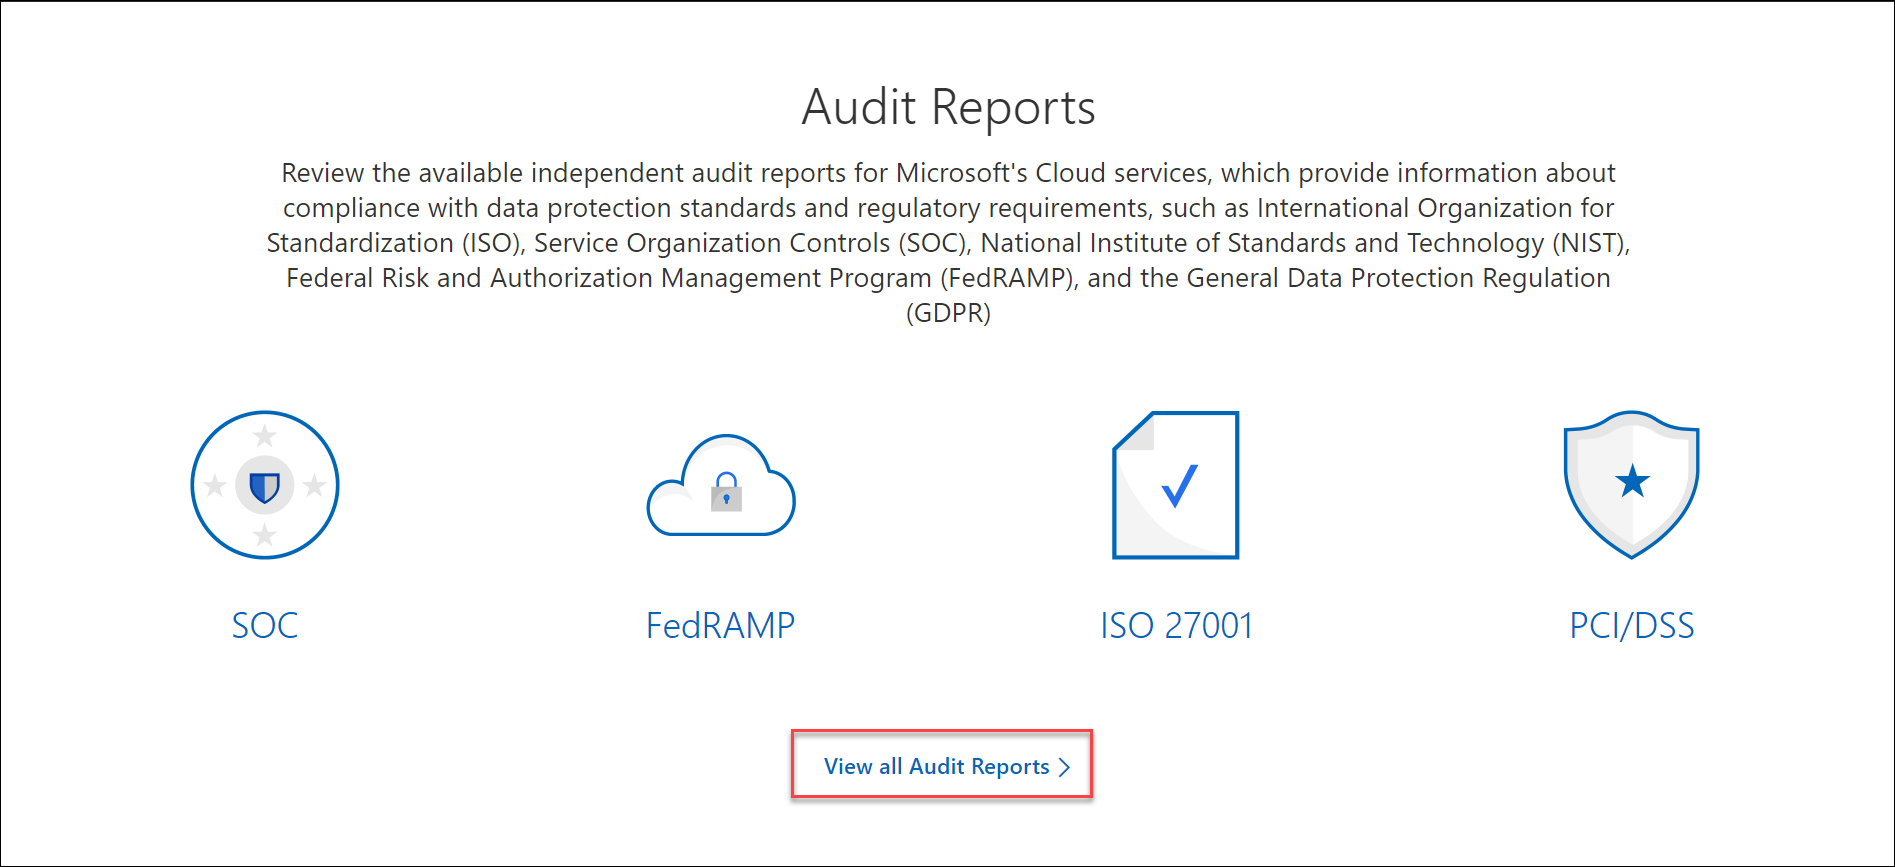 Audit Reports
Review the available independent audit reports for Microsoft's Cloud services, which provide information about
compliance with data protection standards and regulatory requirements, such as International Organization for
Standardization (ISO), Service Organization Controls (SOC), National Institute of Standards and Technology (NIST),
Federal Risk and Authorization Management Program (FedRAMP), and the General Data Protection Regulation
(GDPR)
SOC
FedRAMP
ISO 27001
PCI/DSS
View all Audit Reports